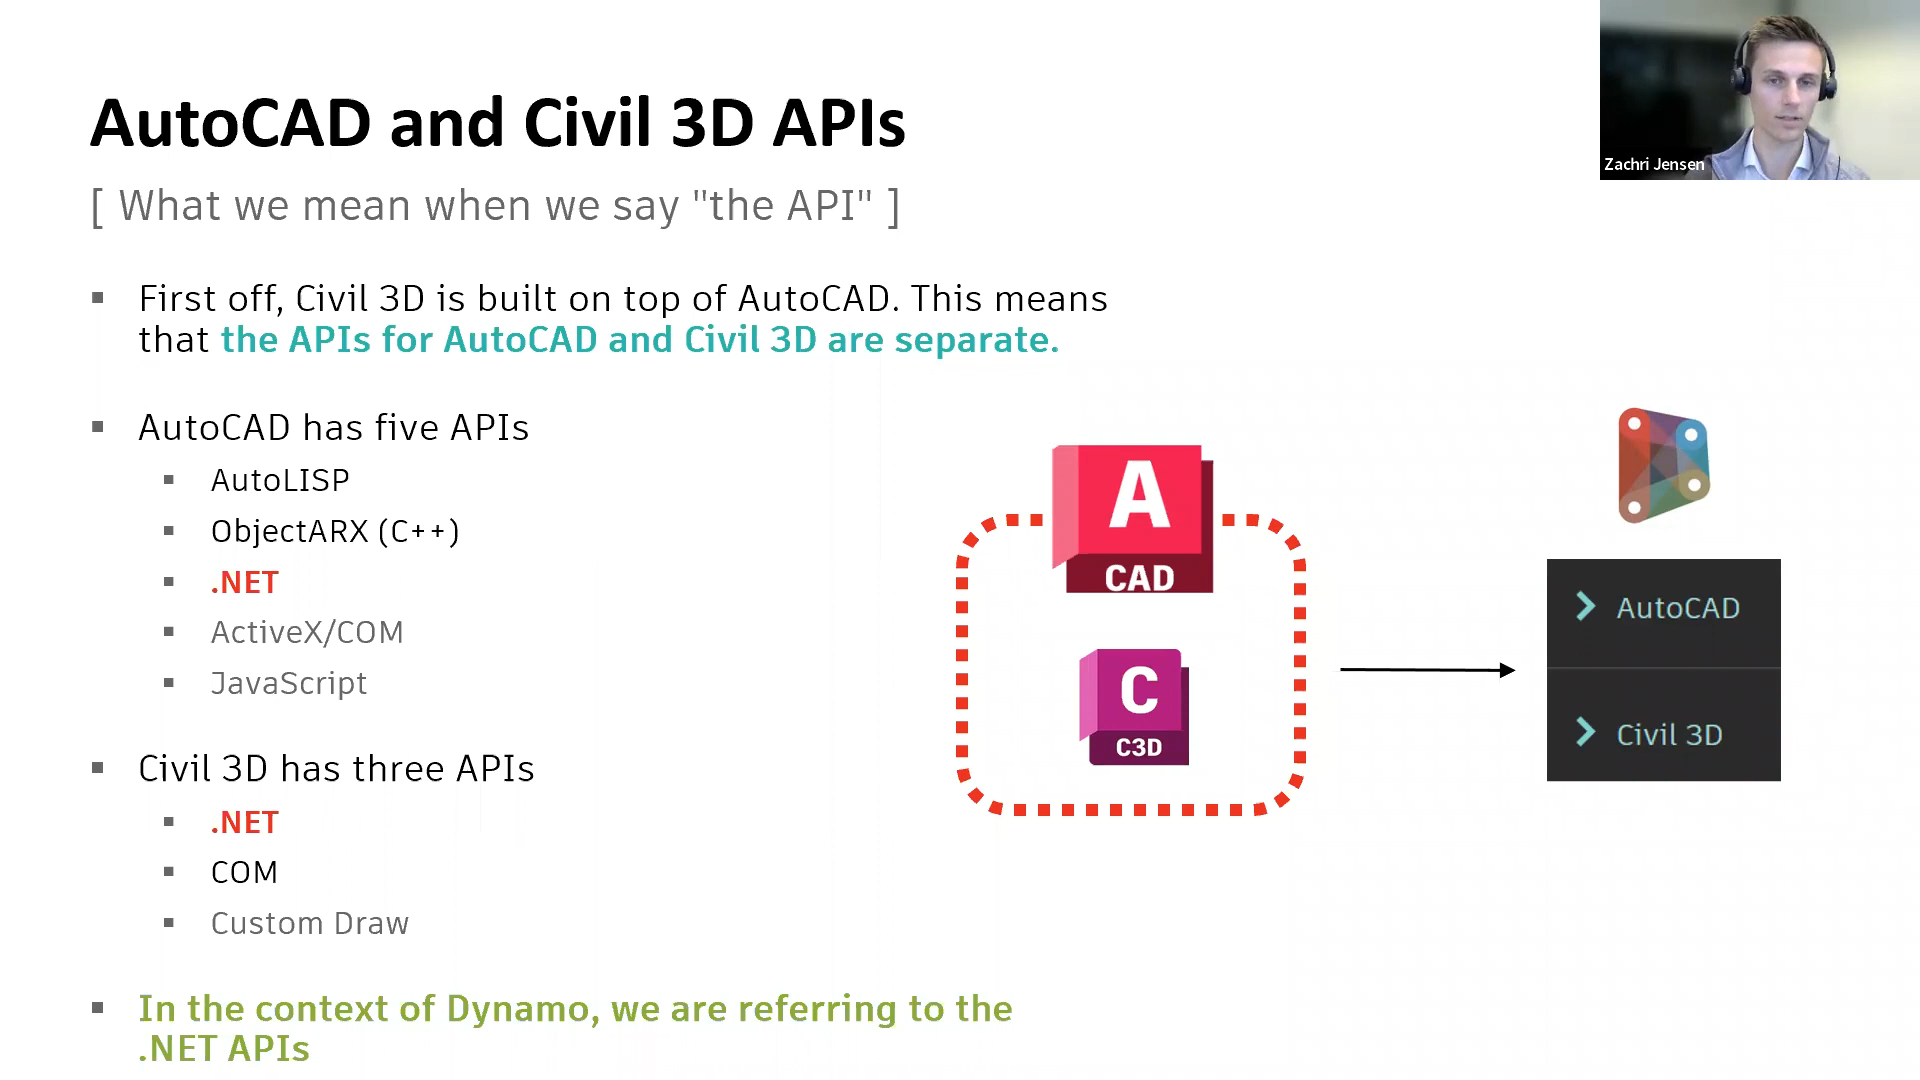 AutoCAD and Civil 3D APIs
[ What we mean when we say "the API" ]
Zachri Jensen
▪ First off, Civil 3D is built on top of AutoCAD. This means
that the APIs for AutoCAD and Civil 3D are separate.
▪ AutoCAD has five APIs
▪ AutoLISP
▪ ObjectARX (C++)
▪ .NET
▪ ActiveX/COM
▪ JavaScript
▪ Civil 3D has three APIs
▪ .NET
▪ COM
▪ Custom Draw
▪ In the context of Dynamo, we are referring to the
.NET APIs
A
CAD
C
C3D
AutoCAD
Civil 3D